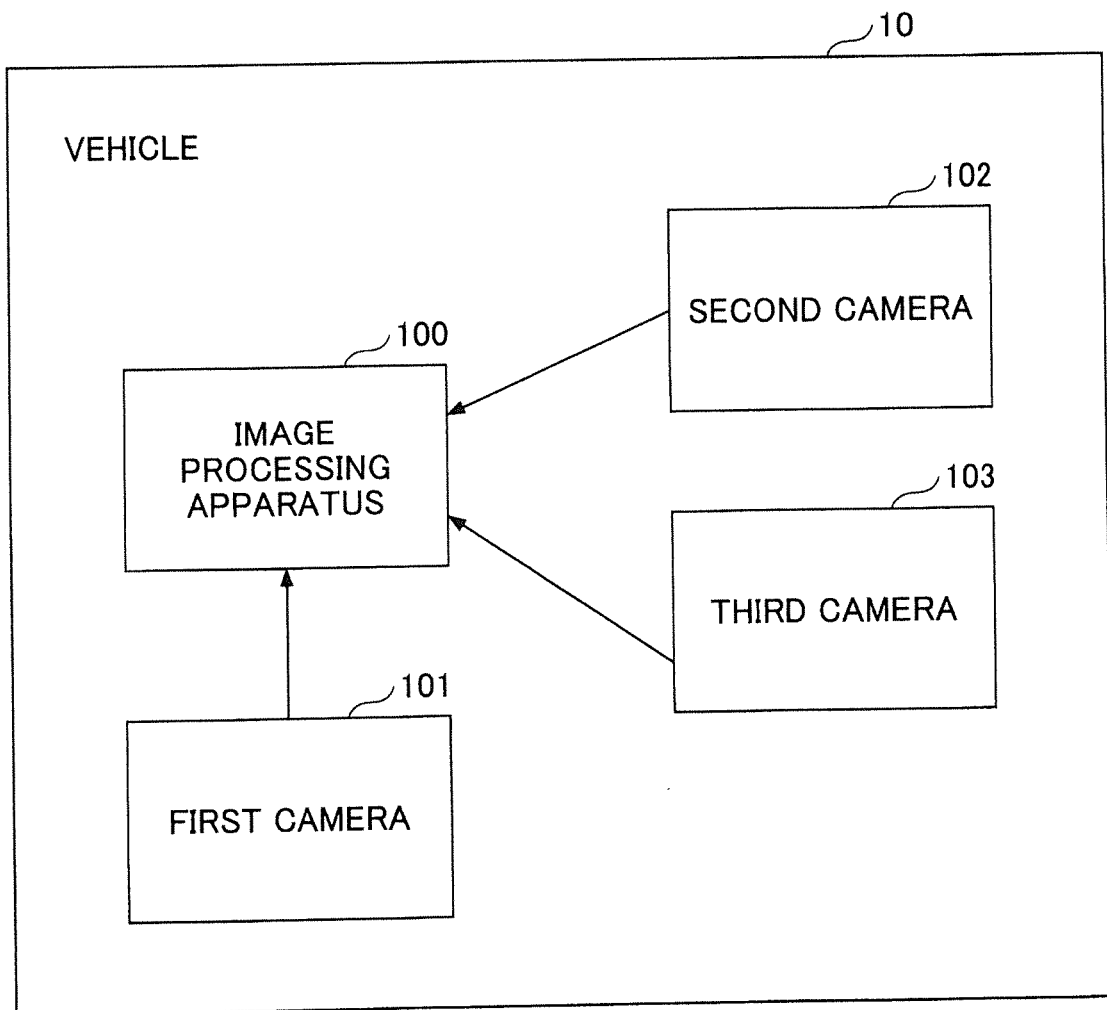 10
VEHICLE
102
SECOND CAMERA
100
IMAGE
PROCESSING
APPARATUS
103
THIRD CAMERA
101
FIRST CAMERA